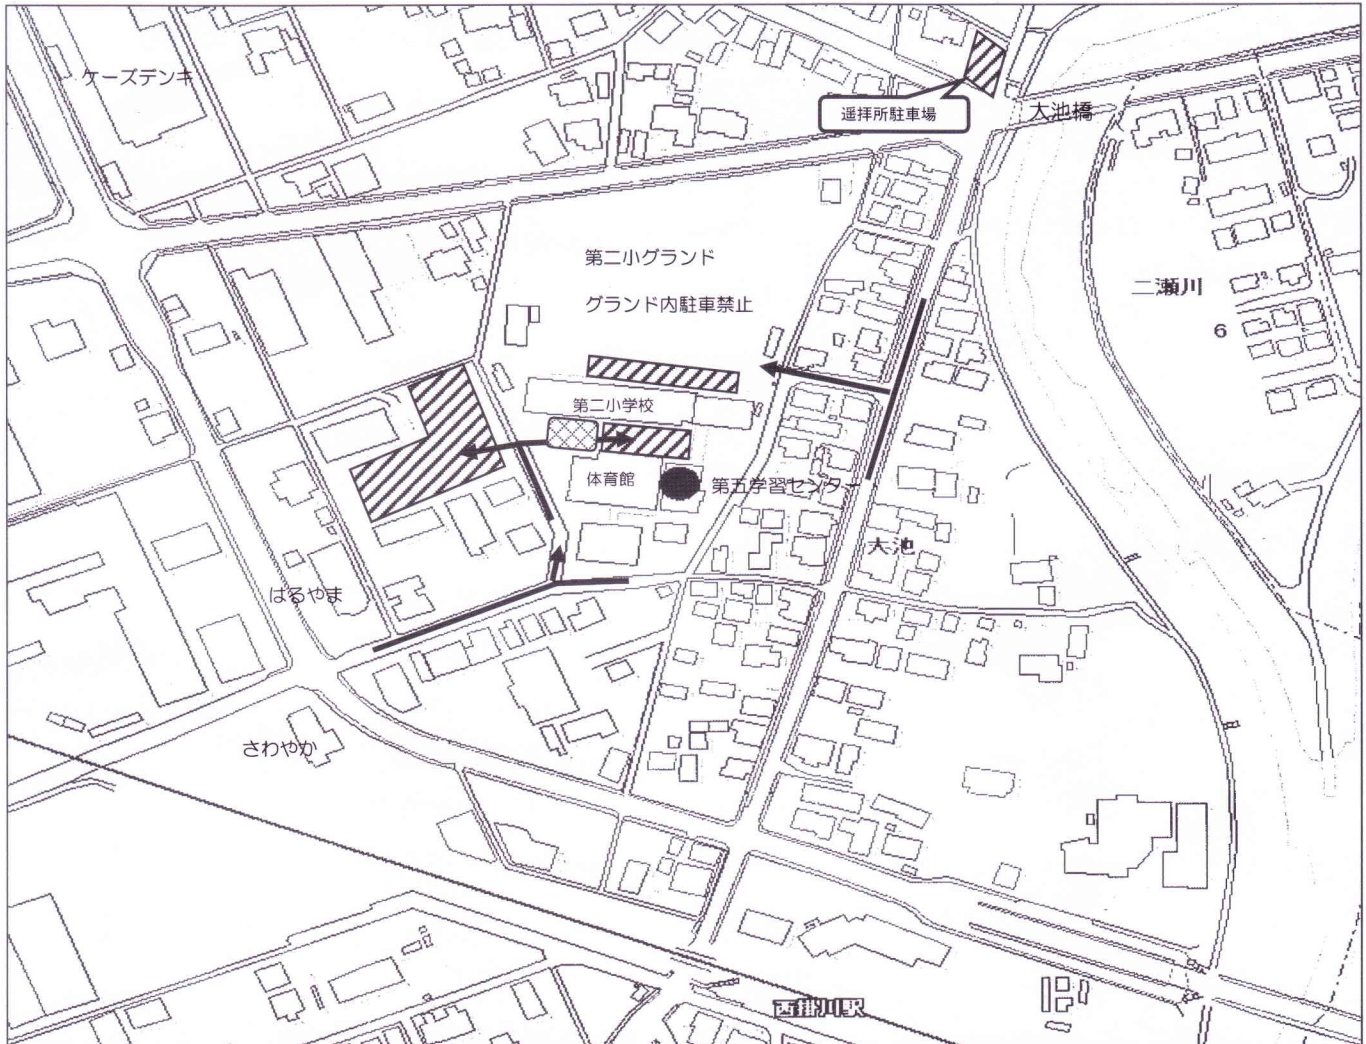 ケーズデンキ
遥拝所駐車場
大池橋
第二小グランド
グランド内駐車禁止
二瀬川
6
第二小学校
体育館
第五学習センター
大池
はるやま
さわやか
西掛川駅